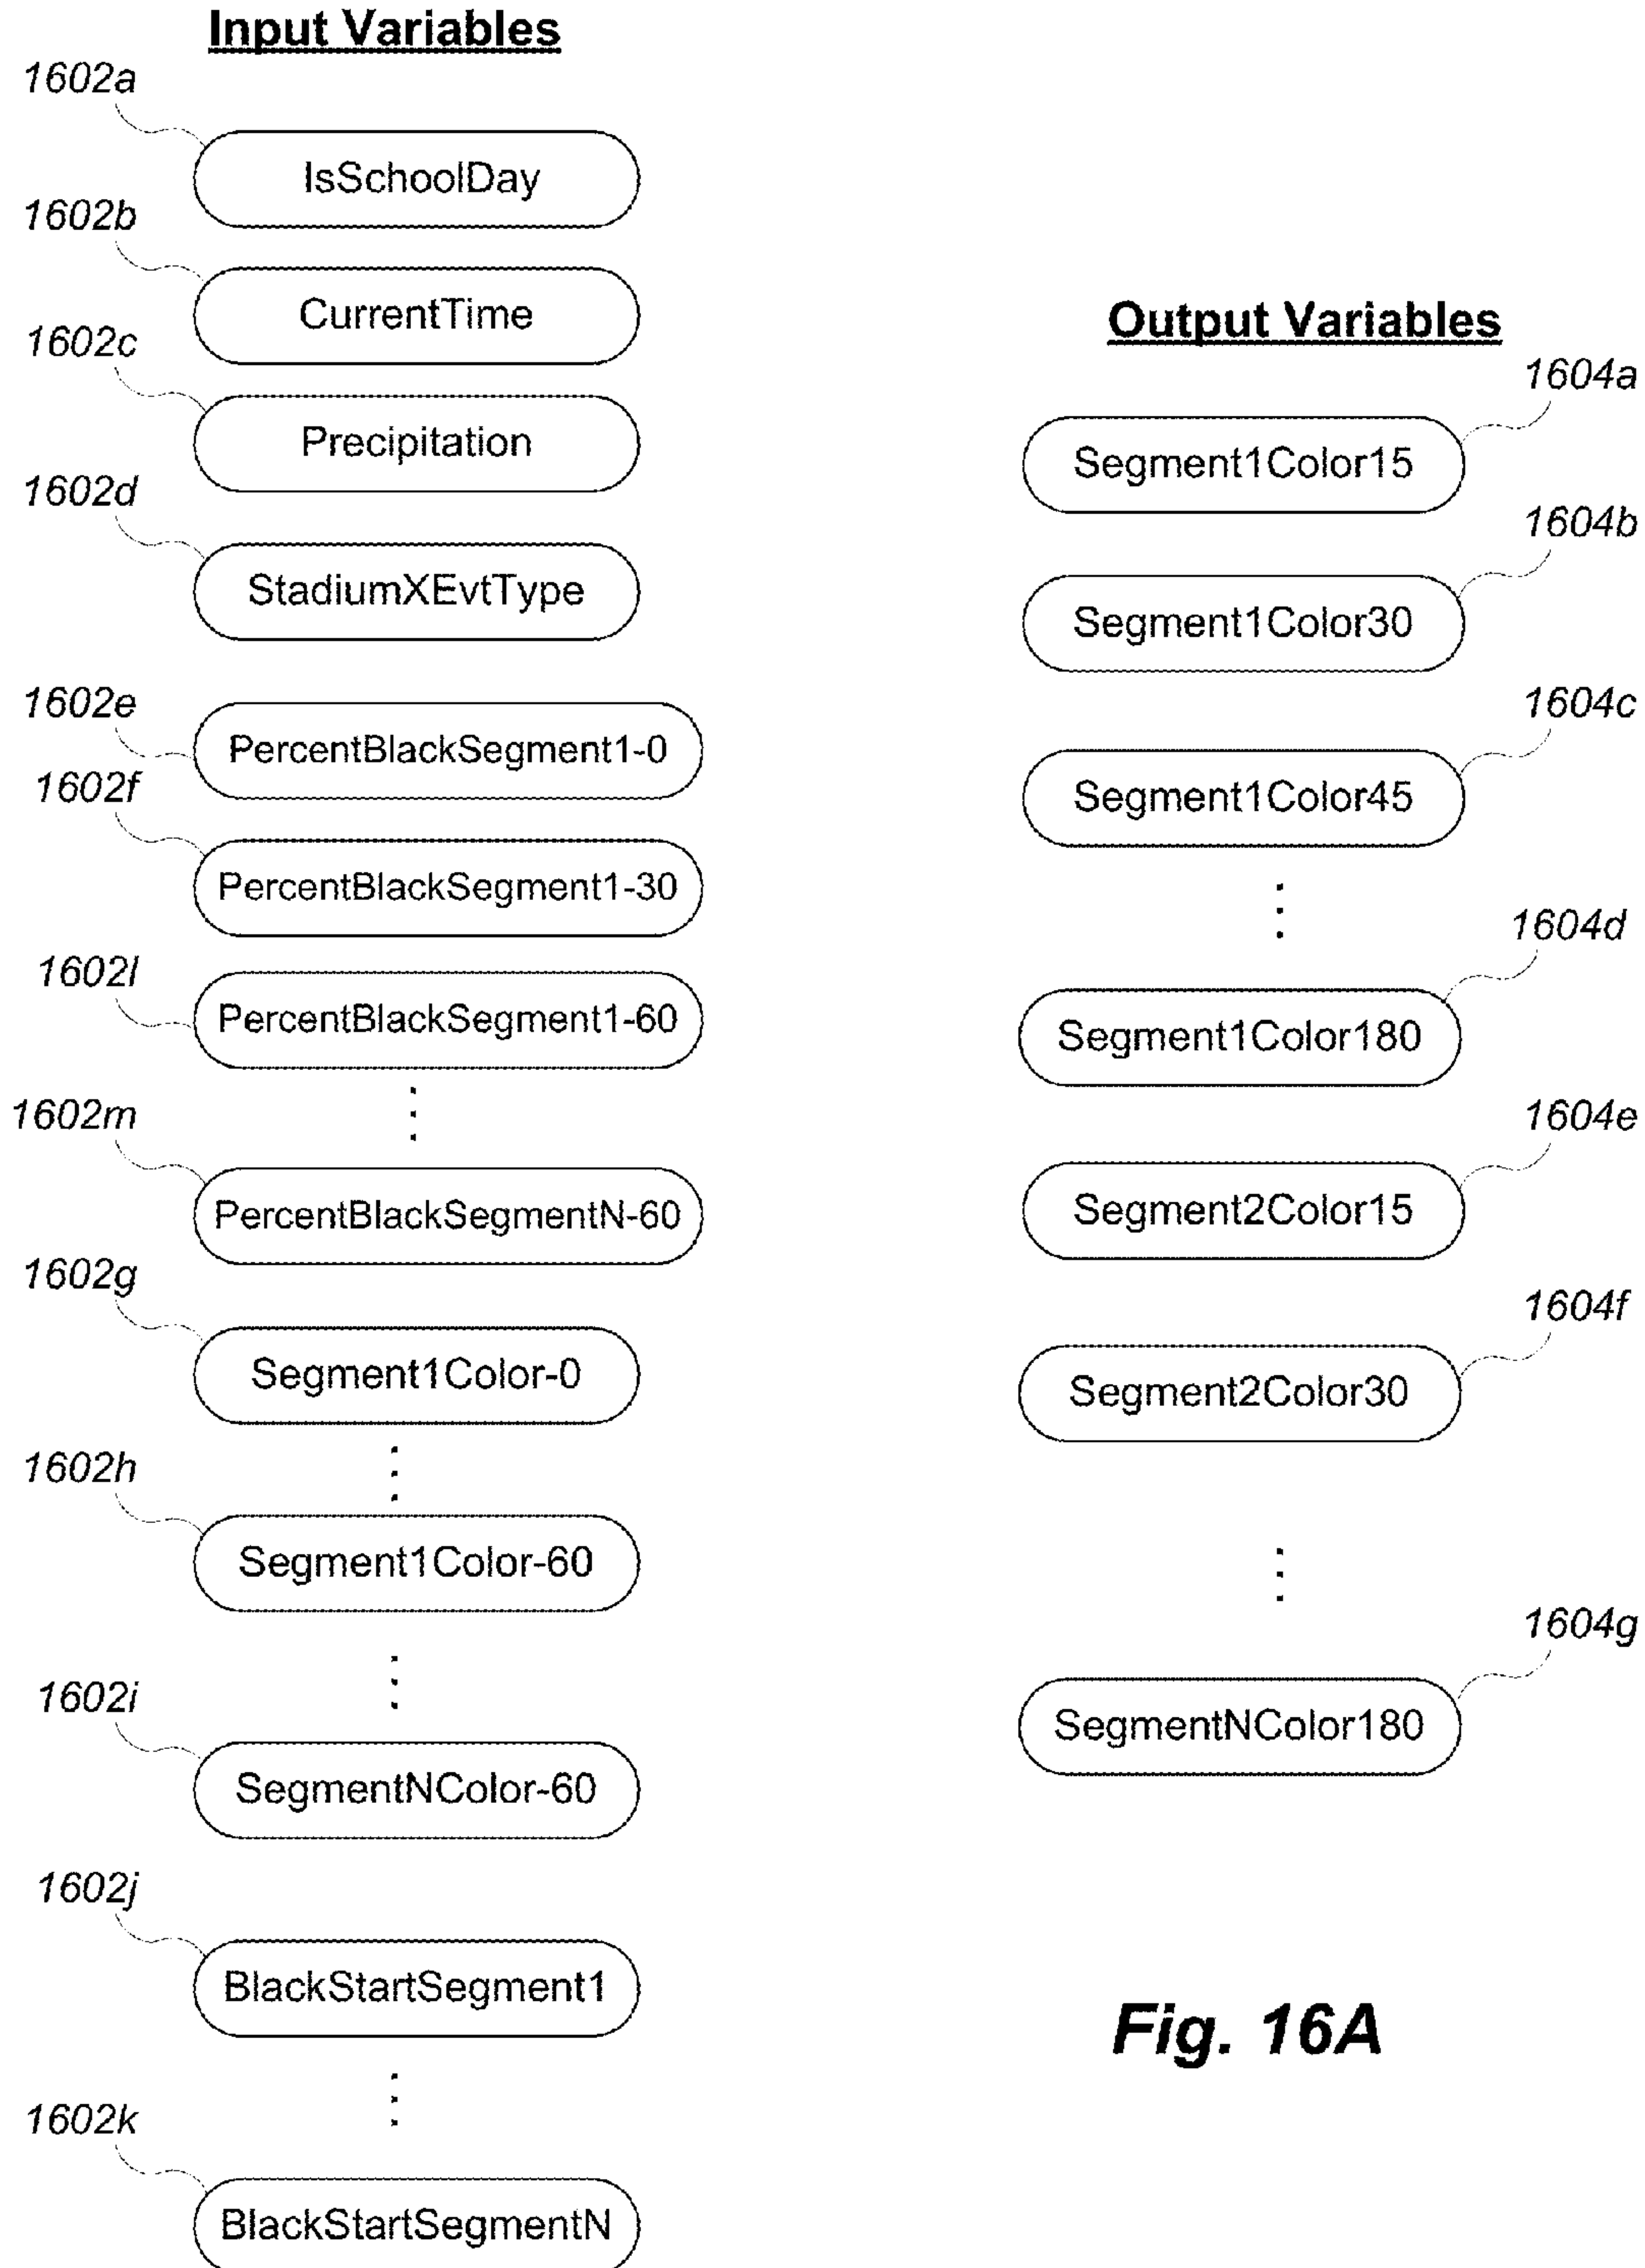 Input Variables
1602a
IsSchoolDay
1602b
CurrentTime
1602c
Precipitation
1602d
StadiumXEvtType
1602e
PercentBlackSegment1-0
1602f
PercentBlackSegment1-30
1602l
PercentBlackSegment1-60
1602m
PercentBlackSegmentN-60
1602g
Segment1Color-0
1602h
Segment1Color-60
1602i
SegmentNColor-60
1602j
BlackStartSegment1
1602k
BlackStartSegmentN
Output Variables
1604a
Segment1Color15
1604b
Segment1Color30
1604c
Segment1Color45
1604d
Segment1Color180
1604e
Segment2Color15
1604f
Segment2Color30
1604g
SegmentNColor180
Fig. 16A